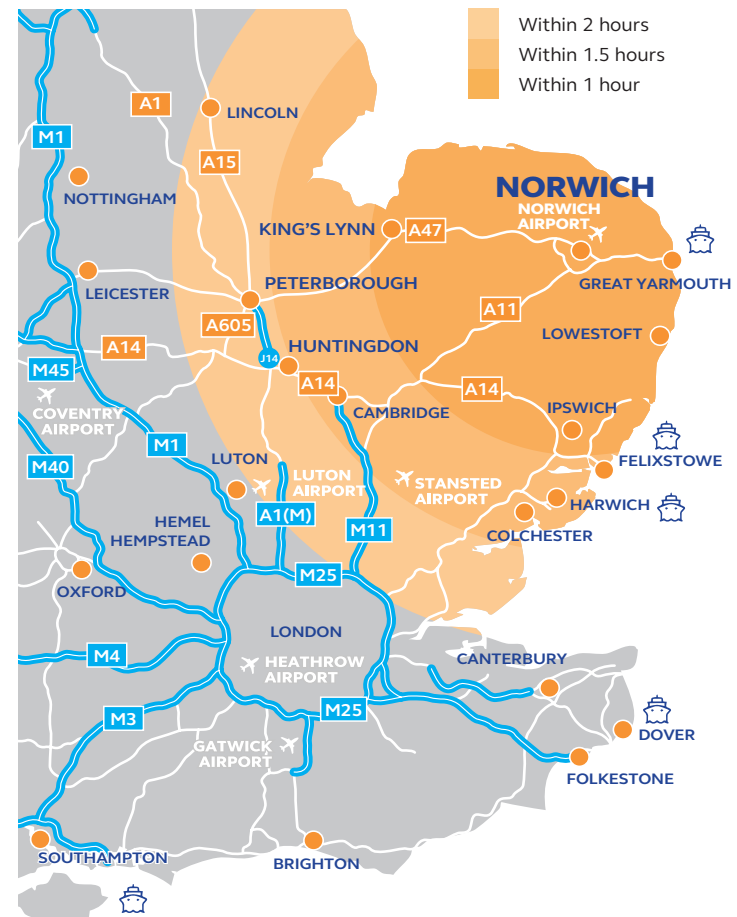 Within 2 hours
Within 1.5 hours
Within 1 hour
A1
LINCOLN
M1
A15
NOTTINGHAM
NORWICH
NORWICH
AIRPORT
KING'S LYNN
A47
PETERBOROUGH
GREAT YARMOUTH
LEICESTER
A11
A605
LOWESTOFT
HUNTINGDON
A14
J14
M45
A14
A14
CAMBRIDGE
IPSWICH
COVENTRY
AIRPORT
M1
LUTON
FELIXSTOWE
M40
LUTON
AIRPORT
STANSTED
AIRPORT
HARWICH
A1(M)
HEMEL
HEMPSTEAD
M11
COLCHESTER
M25
OXFORD
LONDON
M4
HEATHROW
AIRPORT
CANTERBURY
M3
M25
DOVER
GATWICK
AIRPORT
FOLKESTONE
SOUTHAMPTON
BRIGHTON